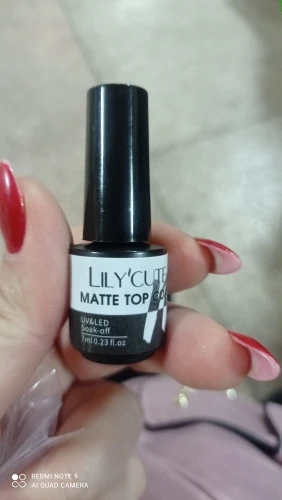 LILY'CUTE
MATTE TOP CO
UV&LED
Soak-off
7ml 0.23 fl.oz
REDMI NOTE 9
AI QUAD CAMERA